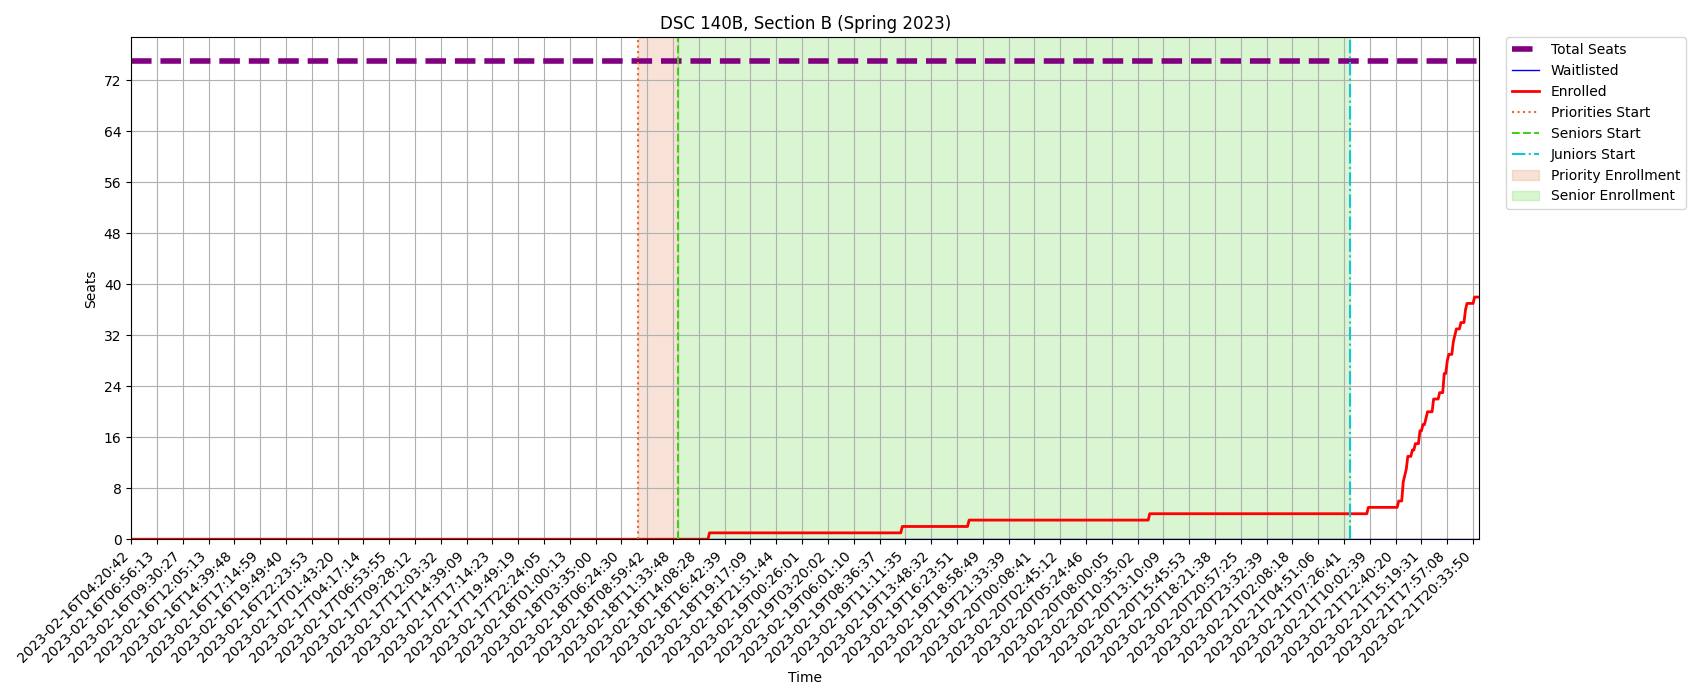 DSC 140B, Section B (Spring 2023)
Total Seats
Waitlisted
Enrolled
Priorities Start
Seniors Start
Juniors Start
Priority Enrollment
Senior Enrollment
Seats
72
64
56
48
40
32
24
16
8
0
2023-02-16T04:20:42
2023-02-16T06:56:13
2023-02-16T09:30:27
2023-02-16T12:05:13
2023-02-16T14:39:48
2023-02-16T17:14:59
2023-02-16T19:49:40
2023-02-16T22:23:53
2023-02-17T01:43:20
2023-02-17T04:17:14
2023-02-17T06:53:55
2023-02-17T09:28:12
2023-02-17T12:03:32
2023-02-17T14:39:09
2023-02-17T17:14:23
2023-02-17T19:49:19
2023-02-17T22:24:05
2023-02-18T01:00:13
2023-02-18T03:35:00
2023-02-18T06:24:30
2023-02-18T08:59:42
2023-02-18T11:33:48
2023-02-18T14:08:28
2023-02-18T16:42:39
2023-02-18T19:17:09
2023-02-18T21:51:44
2023-02-19T00:26:01
2023-02-19T03:20:02
2023-02-19T06:01:10
2023-02-19T08:36:37
2023-02-19T11:11:35
2023-02-19T13:48:32
2023-02-19T16:23:51
2023-02-19T18:58:49
2023-02-19T21:33:39
2023-02-20T00:08:41
2023-02-20T02:45:12
2023-02-20T05:24:46
2023-02-20T08:00:05
2023-02-20T10:35:02
2023-02-20T13:10:09
2023-02-20T15:45:53
2023-02-20T18:21:38
2023-02-20T20:57:25
2023-02-20T23:32:39
2023-02-21T02:08:18
2023-02-21T04:51:06
2023-02-21T07:26:41
2023-02-21T10:02:39
2023-02-21T12:40:20
2023-02-21T15:19:31
2023-02-21T17:57:08
2023-02-21T20:33:50
Time